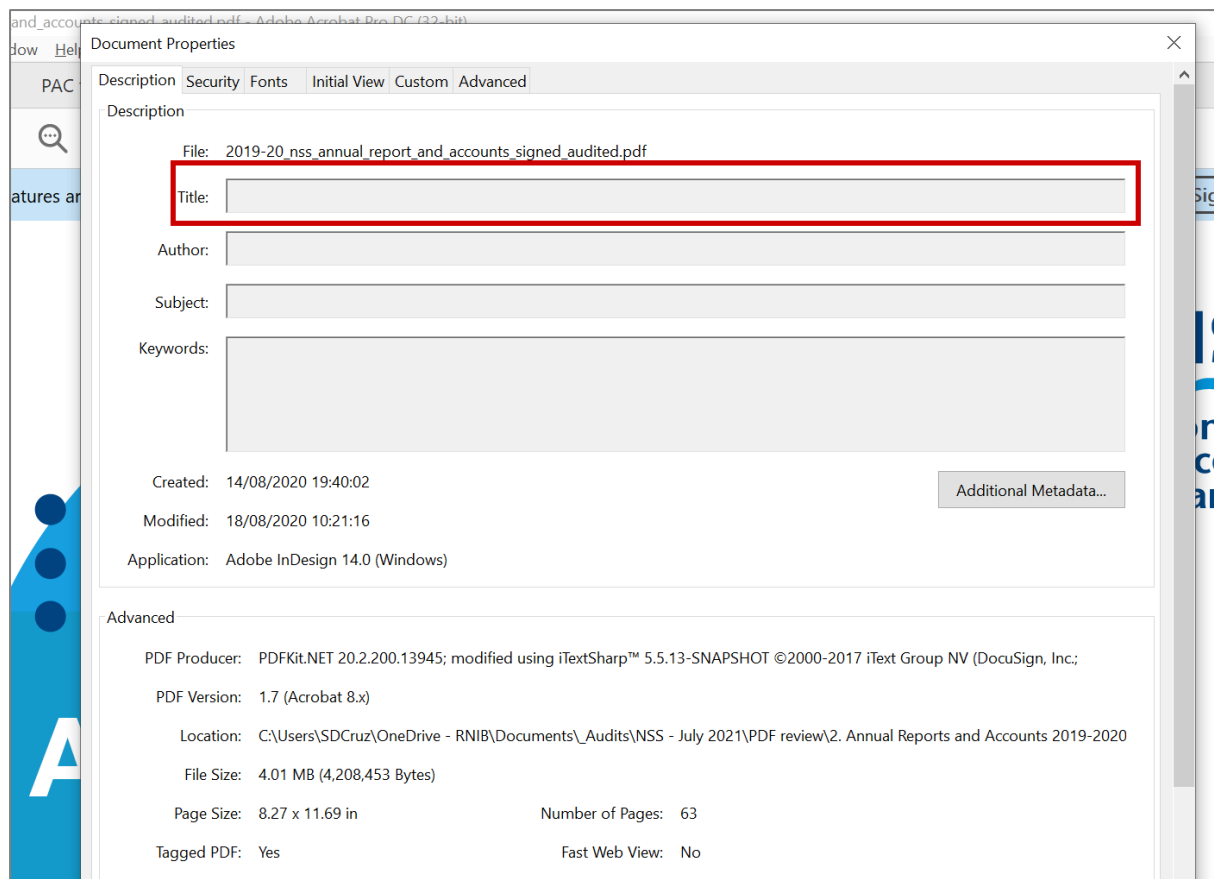 and_accounts_signed_audited.pdf - Adobe Acrobat Pro DC (32-bit)
dow Help
Document Properties
PAC
Description Security Fonts Initial View Custom Advanced
Description
File: 2019-20_nss_annual_report_and_accounts_signed_audited.pdf
atures ar
Title:
Sig
Author:
Subject:
Keywords:
Created: 14/08/2020 19:40:02
Additional Metadata...
Modified: 18/08/2020 10:21:16
Application: Adobe InDesign 14.0 (Windows)
Advanced
PDF Producer: PDFKit.NET 20.2.200.13945; modified using iTextSharp™ 5.5.13-SNAPSHOT ©2000-2017 iText Group NV (DocuSign, Inc.;
PDF Version: 1.7 (Acrobat 8.x)
Location: C:\Users\SDCruz\OneDrive - RNIB\Documents\_Audits\NSS - July 2021\PDF review\2. Annual Reports and Accounts 2019-2020
A
File Size: 4.01 MB (4,208,453 Bytes)
Page Size: 8.27 x 11.69 in Number of Pages: 63
Tagged PDF: Yes Fast Web View: No